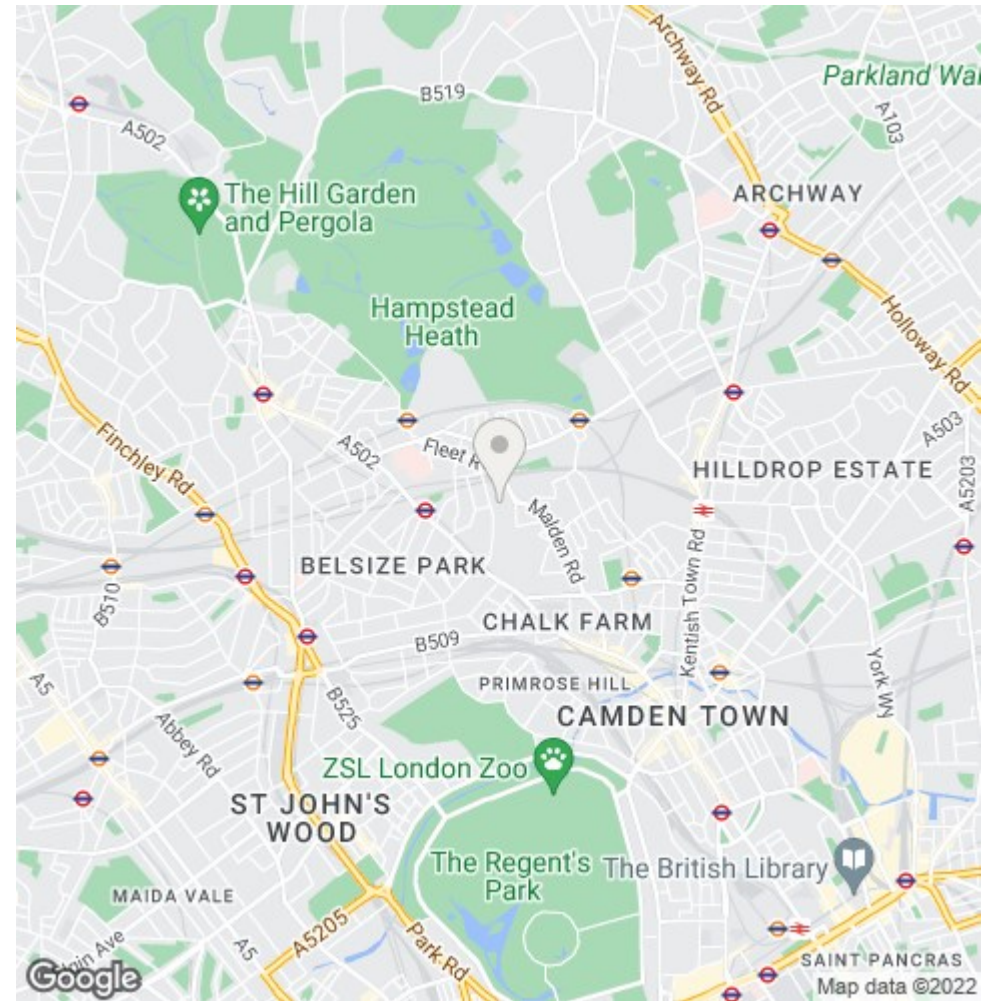 Archway Rd
Parkland Wal
B519
A502
A103
The Hill Garden
and Pergola
ARCHWAY
Hampstead
Heath
Holloway Rd
Finchley Rd
A502
Fleet R
A503
HILLDROP ESTATE
A5203
Malden Rd
BELSIZE PARK
Kentish Town Rd
B510
CHALK FARM
B509
A5
York Wy
B525
PRIMROSE HILL
Abbey Rd
CAMDEN TOWN
ZSL London Zoo
ST JOHN'S
WOOD
The Regent's
Park
The British Library
MAIDA VALE
A5205
Park Rd
A5
lgin Ave
SAINT PANCRAS
Google
Map data ©2022